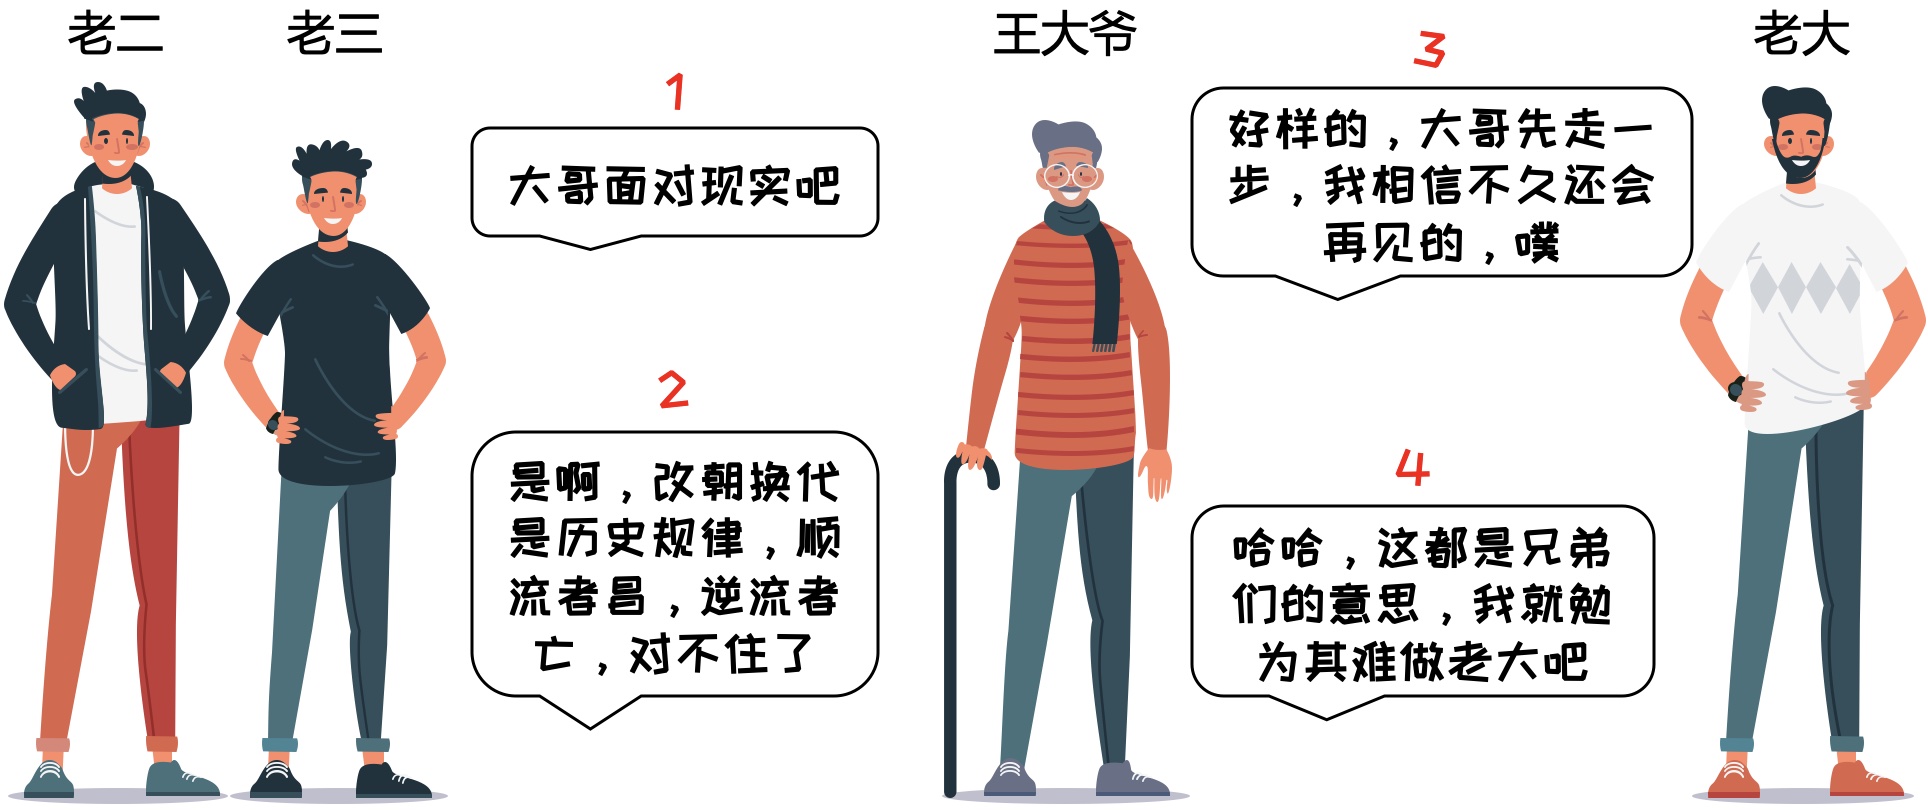 老二
老三
王大爷
老大
1
大哥面对现实吧
2
是啊，改朝换代
是历史规律，顺
流者昌，逆流者
亡，对不住了
3
好样的，大哥先走一
步，我相信不久还会
再见的，噗
4
哈哈，这都是兄弟
们的意思，我就勉
为其难做老大吧